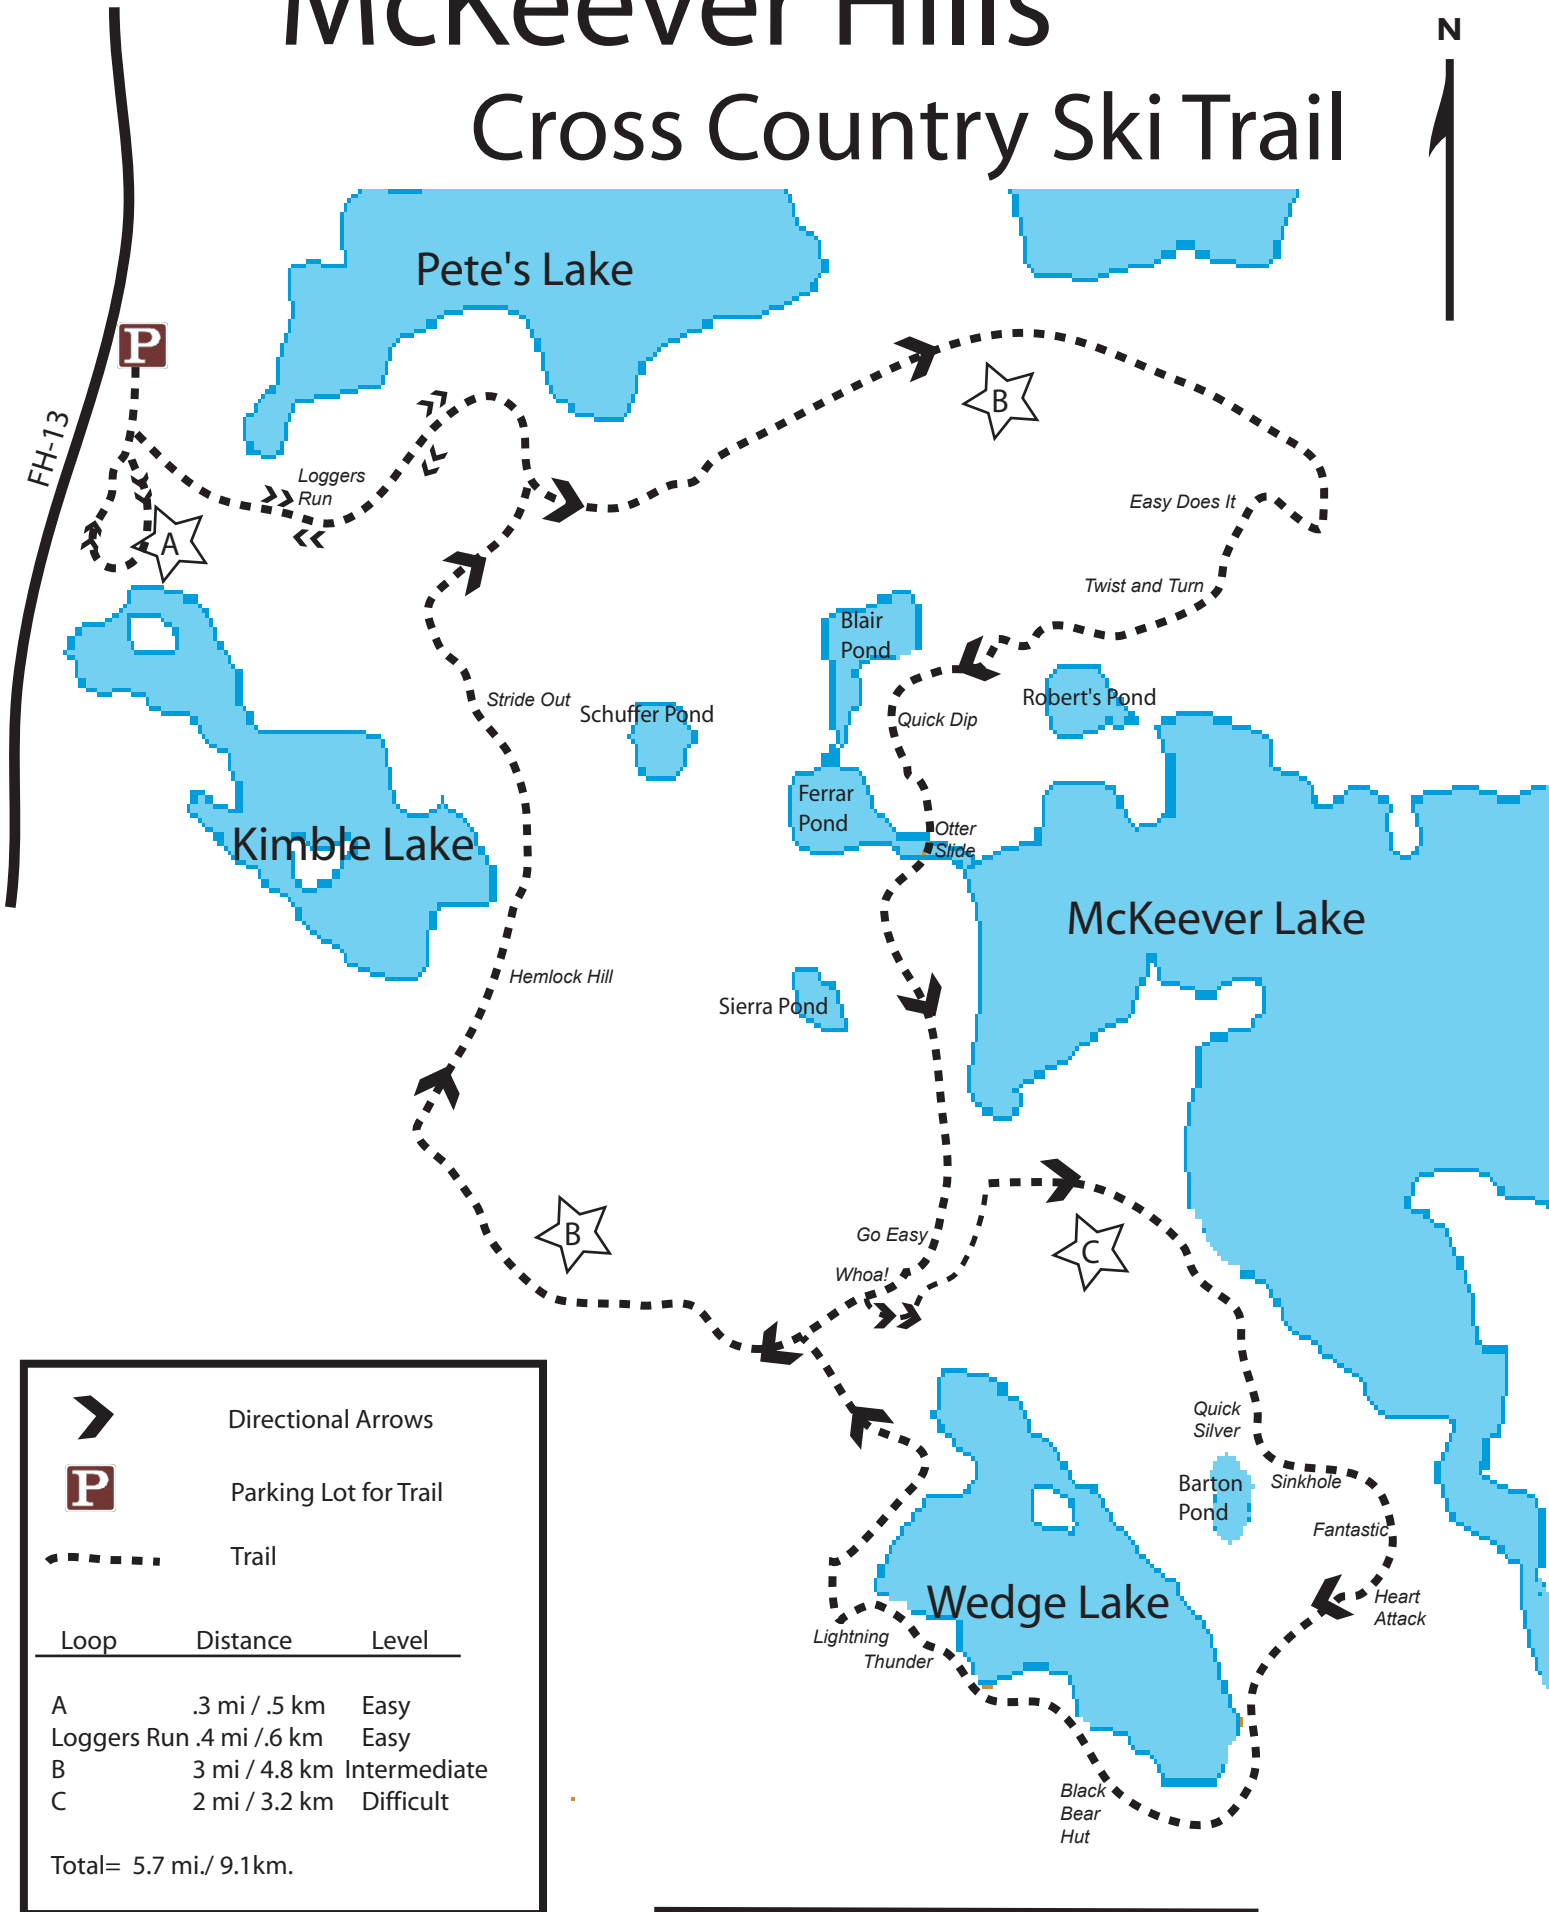 McKeever Hills
N
Cross Country Ski Trail
Pete's Lake
P
B
FH-13
Loggers
Run
Easy Does It
A
Twist and Turn
Blair
Pond
Stride Out
Schuffer Pond
Robert's Pond
Quick Dip
Ferrar
Pond
Otter
Slide
Kimble Lake
McKeever Lake
Hemlock Hill
Sierra Pond
B
Go Easy
C
Whoa!
Quick
Silver
Barton
Pond
Sinkhole
Fantastic
Wedge Lake
Heart
Attack
Lightning
Thunder
Black
Bear
Hut
Directional Arrows
P Parking Lot for Trail
Trail
Loop Distance Level
A .3 mi / .5 km Easy
Loggers Run .4 mi /.6 km Easy
B 3 mi / 4.8 km Intermediate
C 2 mi / 3.2 km Difficult
Total= 5.7 mi./ 9.1km.